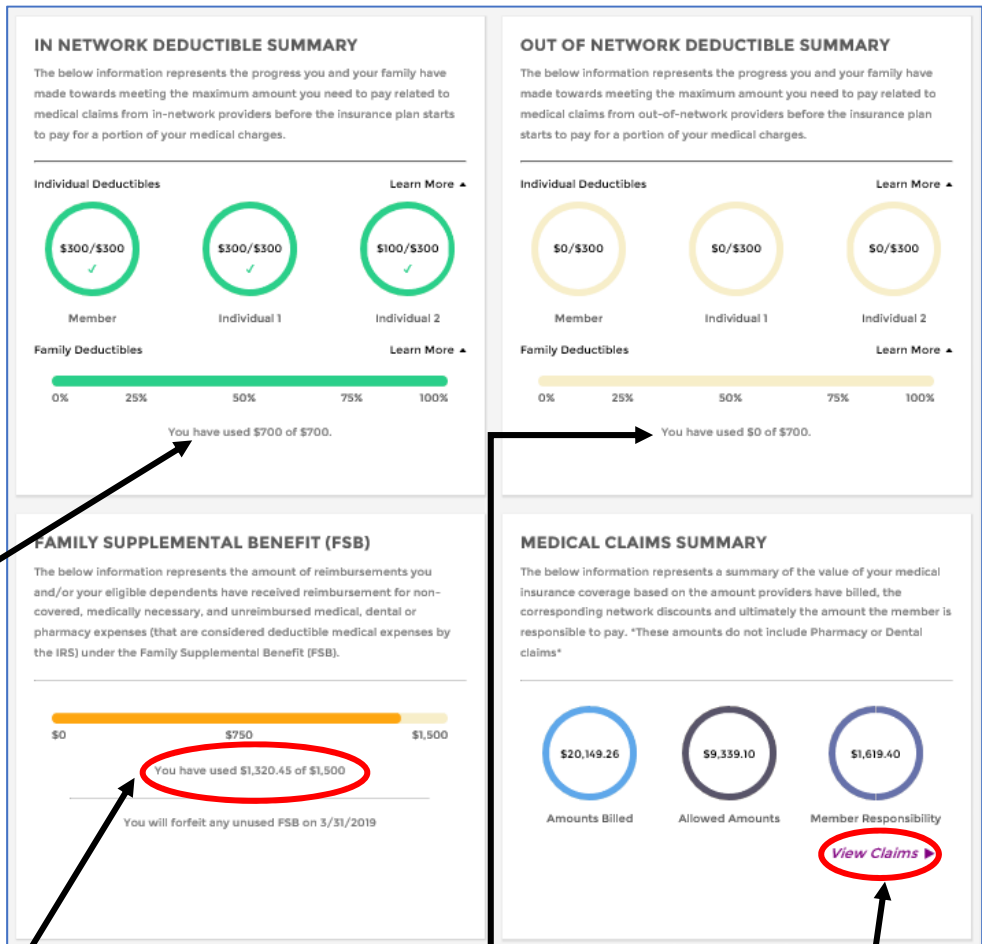 IN NETWORK DEDUCTIBLE SUMMARY
The below information represents the progress you and your family have
made towards meeting the maximum amount you need to pay related to
medical claims from in-network providers before the insurance plan starts
to pay for a portion of your medical charges.
Individual Deductibles Learn More ▲
$300/$300 $300/$300 $100/$300
✓ ✓ ✓
Member Individual 1 Individual 2
Family Deductibles Learn More ▲
0% 25% 50% 75% 100%
You have used $700 of $700.
OUT OF NETWORK DEDUCTIBLE SUMMARY
The below information represents the progress you and your family have
made towards meeting the maximum amount you need to pay related to
medical claims from out-of-network providers before the insurance plan
starts to pay for a portion of your medical charges.
Individual Deductibles Learn More ▲
$0/$300 $0/$300 $0/$300
Member Individual 1 Individual 2
Family Deductibles Learn More ▲
0% 25% 50% 75% 100%
You have used $0 of $700.
FAMILY SUPPLEMENTAL BENEFIT (FSB)
The below information represents the amount of reimbursements you
and/or your eligible dependents have received reimbursement for non-
covered, medically necessary, and unreimbursed medical, dental or
pharmacy expenses (that are considered deductible medical expenses by
the IRS) under the Family Supplemental Benefit (FSB).
$0 $750 $1,500
You have used $1,320.45 of $1,500
You will forfeit any unused FSB on 3/31/2019
MEDICAL CLAIMS SUMMARY
The below information represents a summary of the value of your medical
insurance coverage based on the amount providers have billed, the
corresponding network discounts and ultimately the amount the member is
responsible to pay. *These amounts do not include Pharmacy or Dental
claims*
$20,149.26 $9,339.10 $1,619.40
Amounts Billed Allowed Amounts Member Responsibility
View Claims ▶